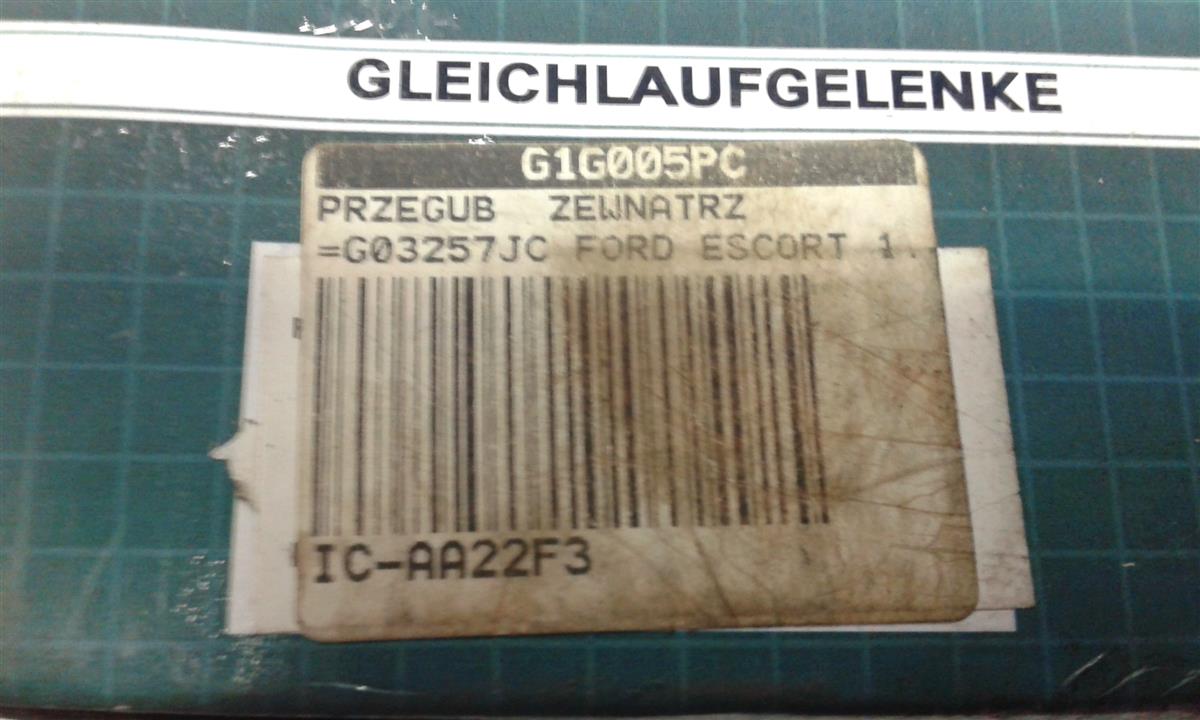 GLEICHLAUFGELENKE
G1G005PC
PRZEGUB ZEWNATRZ
=G03257JC FORD ESCORT 1.
IC-AA22F3